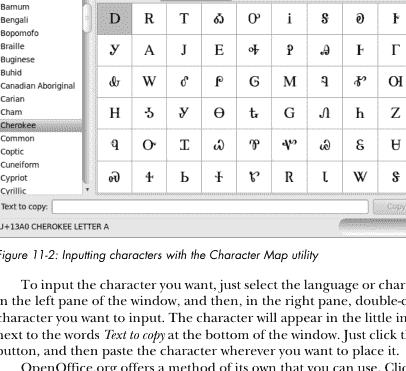 Bamum
Bengali
Bopomofo
Braille
Buginese
Buhid
Canadian Aboriginal
Carian
Cham
Cherokee
Common
Coptic
Cuneiform
Cypriot
Cyrillic
Ꭰ Ꭱ Ꭲ Ꭳ Ꭴ Ꭵ Ꭶ Ꭷ Ꭸ
Ꭹ Ꭺ Ꭻ Ꭼ Ꭽ Ꭾ Ꭿ Ꮀ Ꮁ
Ꮂ Ꮃ Ꮄ Ꮅ Ꮆ Ꮇ Ꮈ Ꮉ Ꮊ
Ꮋ Ꮌ Ꮍ Ꮎ Ꮏ Ꮐ Ꮑ Ꮒ Ꮓ
Ꮔ Ꮕ Ꮖ Ꮗ Ꮘ Ꮙ Ꮚ Ꮛ Ꮜ
Ꮝ Ꮞ Ꮟ Ꮠ Ꮡ Ꮢ Ꮣ Ꮤ Ꮥ
Text to copy: Copy
U+13A0 CHEROKEE LETTER A
Figure 11-2: Inputting characters with the Character Map utility
To input the character you want, just select the language or char
in the left pane of the window, and then, in the right pane, double-c
character you want to input. The character will appear in the little in
next to the words Text to copy at the bottom of the window. Just click th
button, and then paste the character wherever you want to place it.
OpenOffice.org offers a method of its own that you can use. Clic